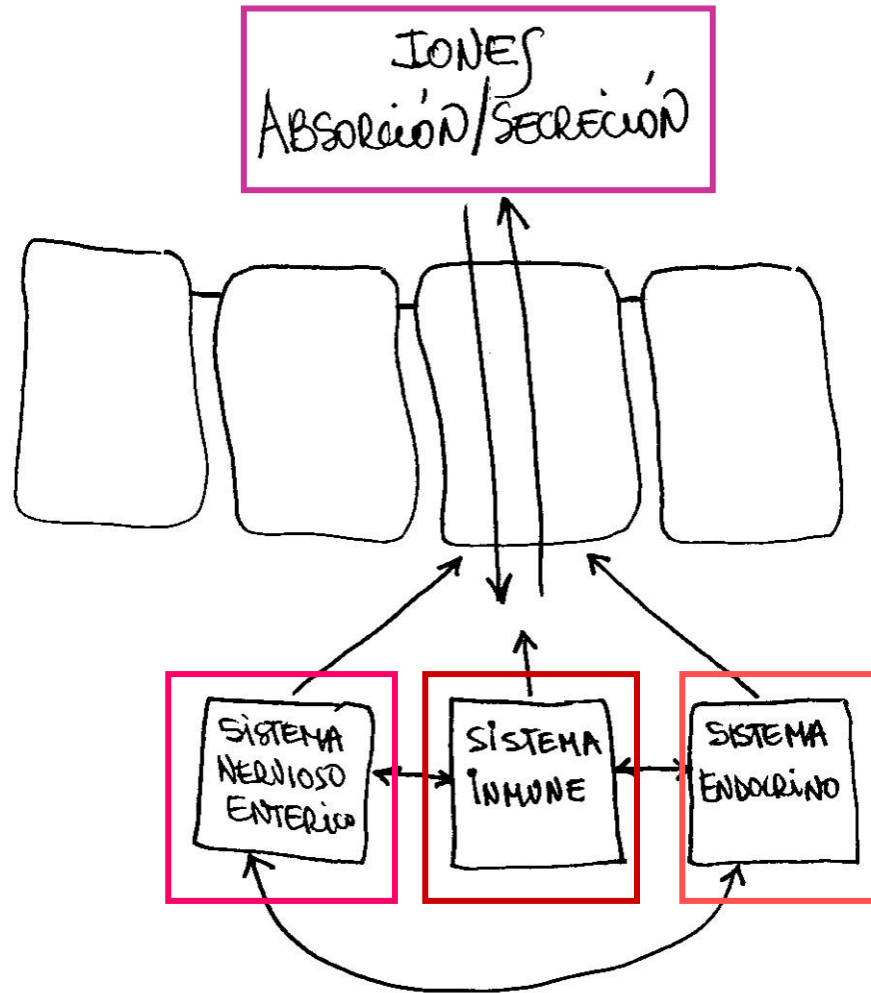 IONES
ABSORCIÓN/SECRECIÓN
SISTEMA
NERVIOSO
ENTERICO
SISTEMA
INMUNE
SISTEMA
ENDOCRINO